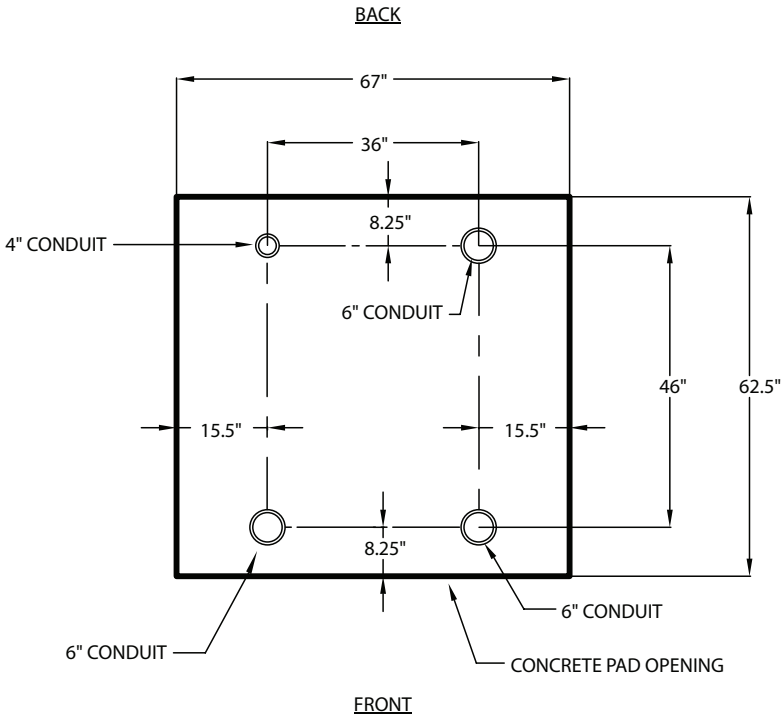 BACK
67"
36"
8.25"
4" CONDUIT
6" CONDUIT
46"
62.5"
15.5"
15.5"
8.25"
6" CONDUIT
6" CONDUIT
CONCRETE PAD OPENING
FRONT